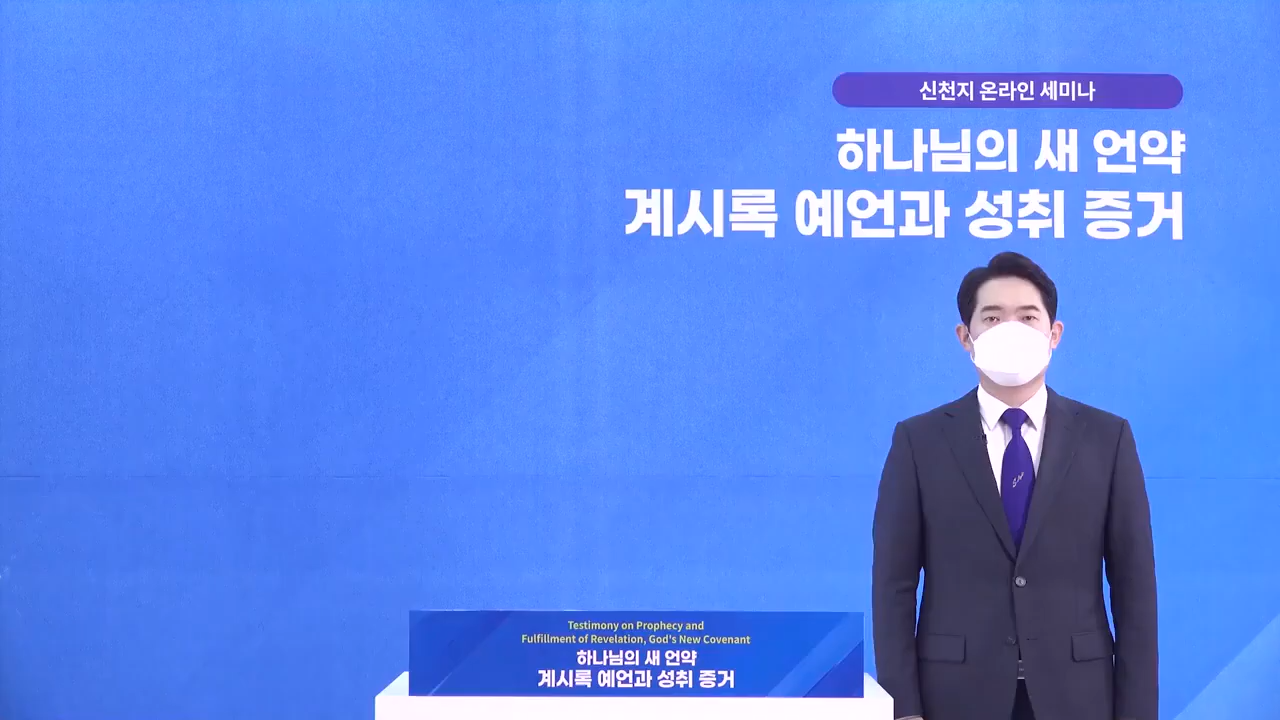 신천지 온라인 세미나
하나님의 새 언약
계시록 예언과 성취 증거
Testimony on Prophecy and
Fulfillment of Revelation, God's New Covenant
하나님의 새 언약
계시록 예언과 성취 증거